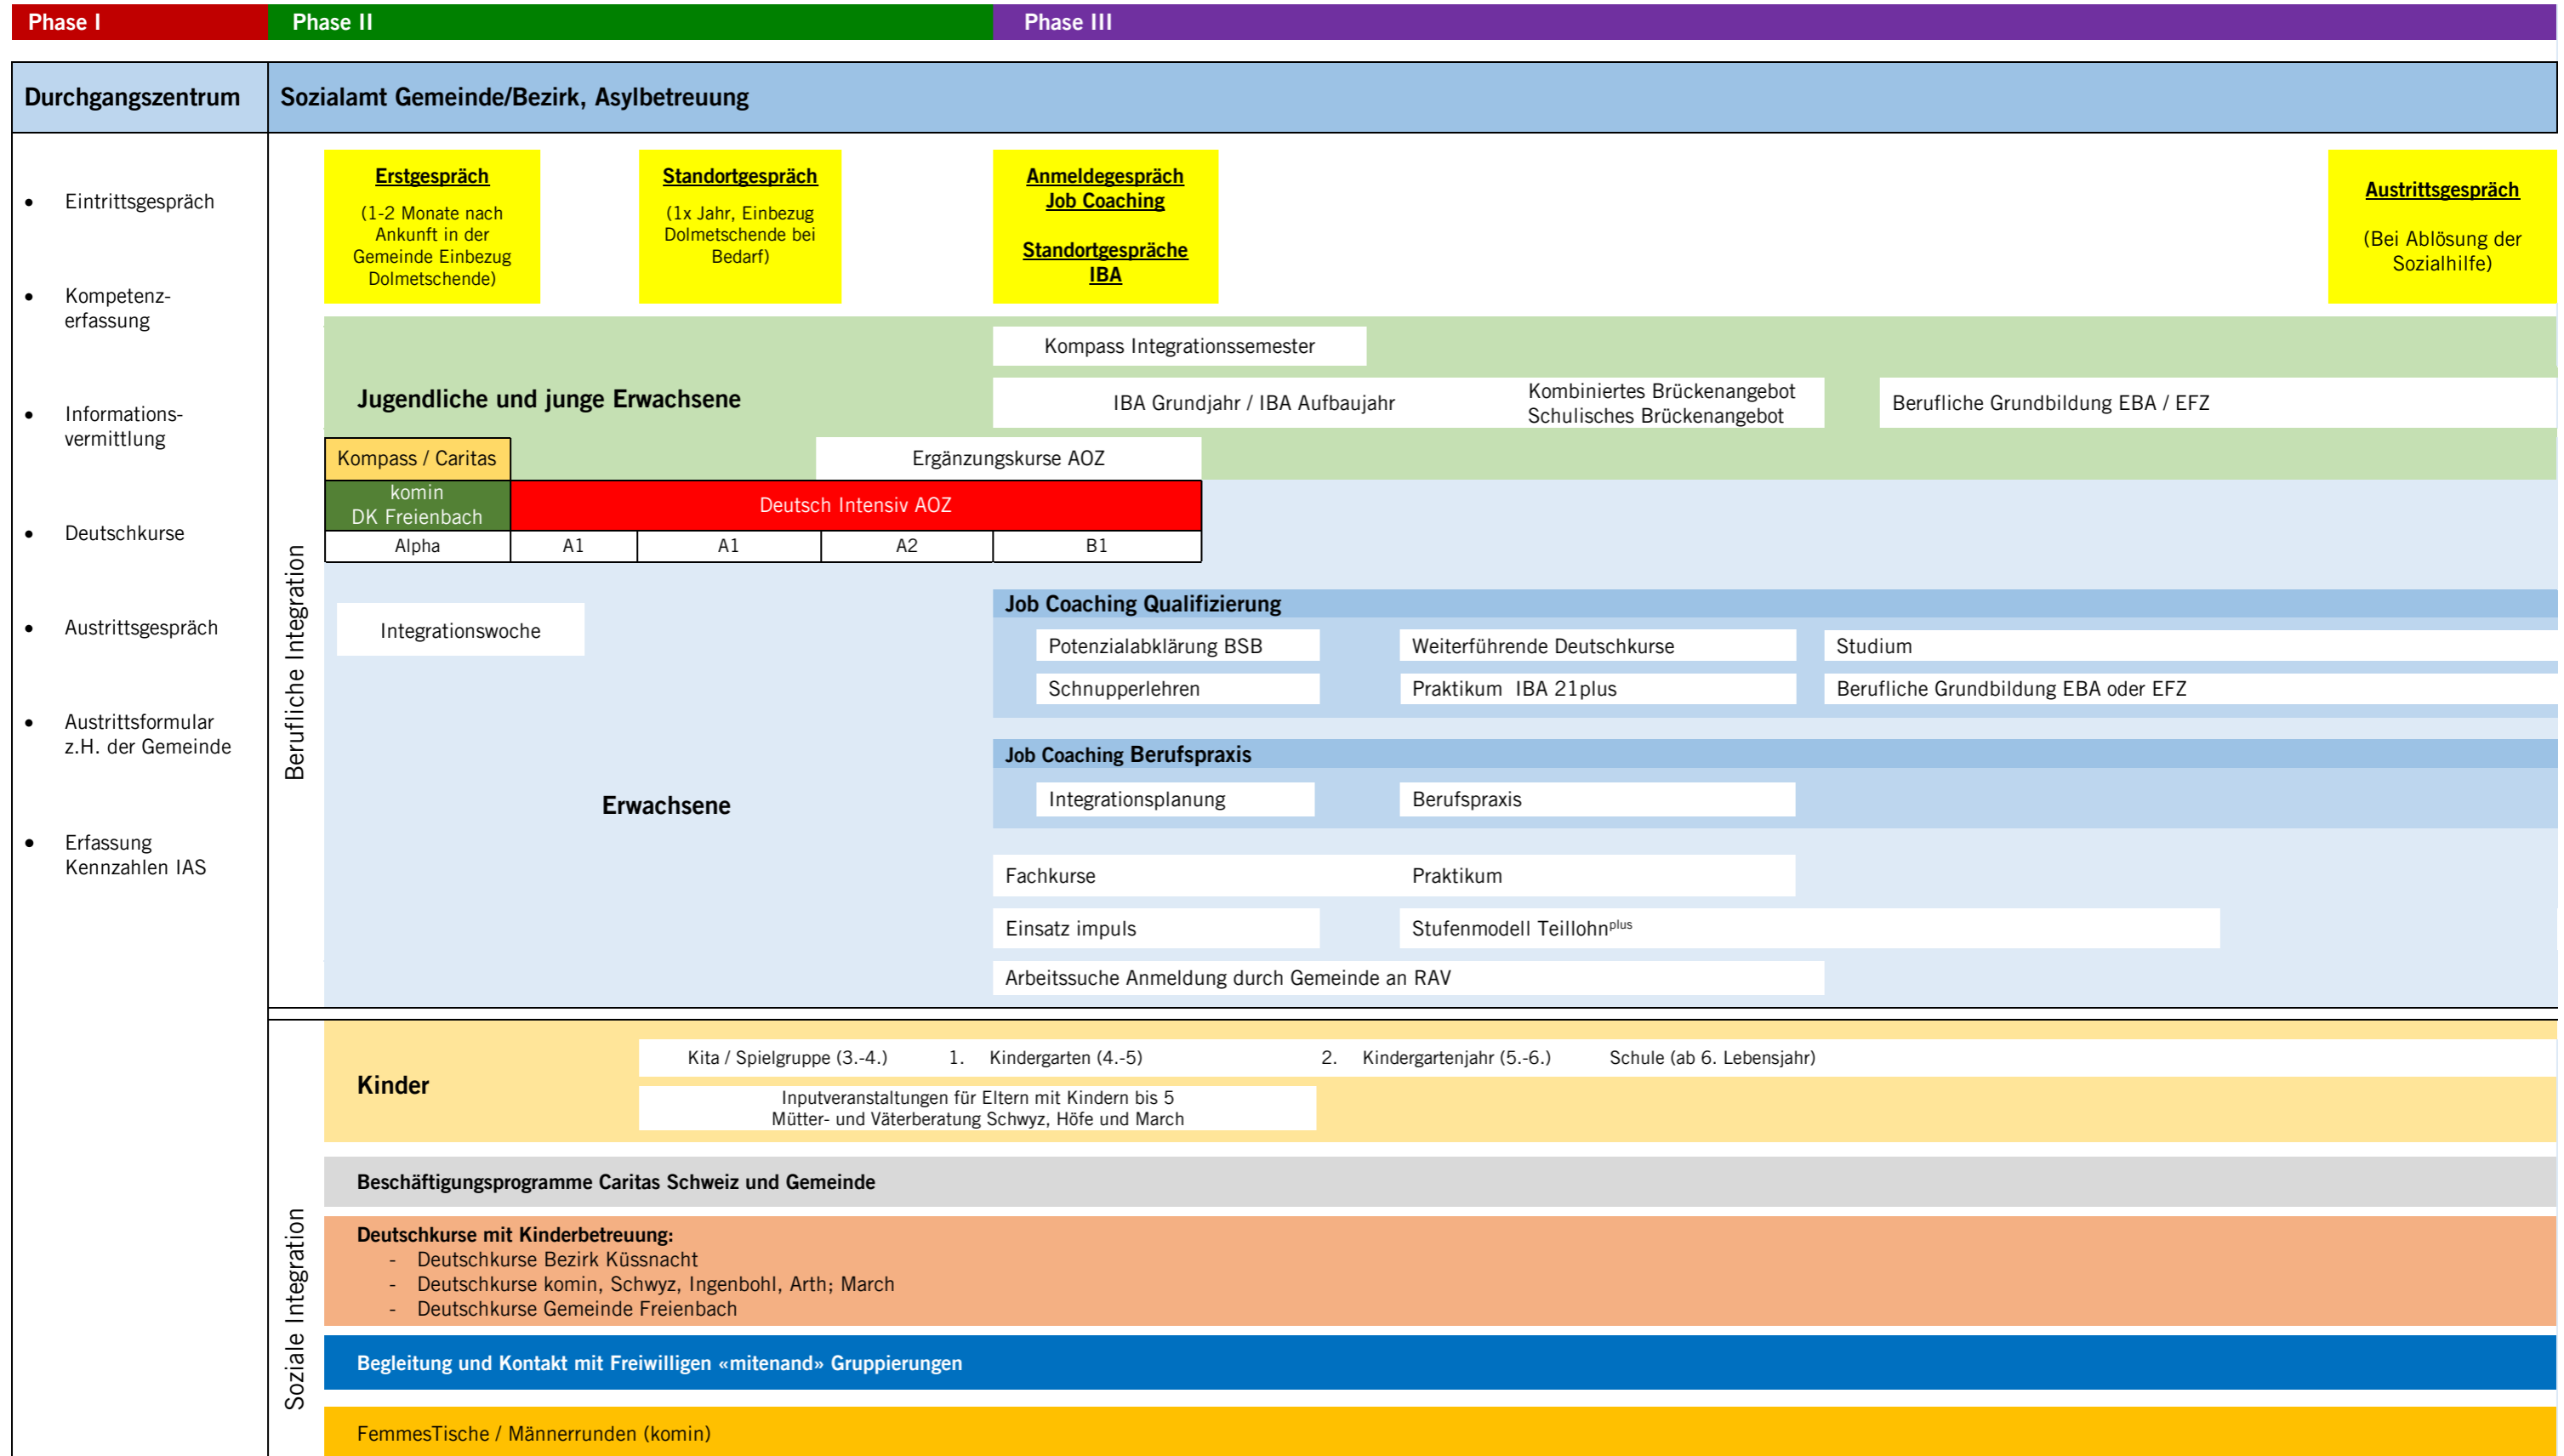 Phase I
Phase II
Phase III
Durchgangszentrum
Sozialamt Gemeinde/Bezirk, Asylbetreuung
• Eintrittsgespräch
• Kompetenz-
erfassung
• Informations-
vermittlung
• Deutschkurse
• Austrittsgespräch
• Austrittsformular
z.H. der Gemeinde
• Erfassung
Kennzahlen IAS
Berufliche Integration
Erstgespräch
(1-2 Monate nach
Ankunft in der
Gemeinde Einbezug
Dolmetschende)
Standortgespräch
(1x Jahr, Einbezug
Dolmetschende bei
Bedarf)
Anmeldegespräch
Job Coaching
Standortgespräche
IBA
Austrittsgespräch
(Bei Ablösung der
Sozialhilfe)
Jugendliche und junge Erwachsene
Kompass Integrationssemester
IBA Grundjahr / IBA Aufbaujahr
Kombiniertes Brückenangebot
Schulisches Brückenangebot
Berufliche Grundbildung EBA / EFZ
Kompass / Caritas
Ergänzungskurse AOZ
komin
DK Freienbach
Deutsch Intensiv AOZ
Alpha
A1
A1
A2
B1
Integrationswoche
Erwachsene
Job Coaching Qualifizierung
Potenzialabklärung BSB
Weiterführende Deutschkurse
Studium
Schnupperlehren
Praktikum IBA 21plus
Berufliche Grundbildung EBA oder EFZ
Job Coaching Berufspraxis
Integrationsplanung
Berufspraxis
Fachkurse
Praktikum
Einsatz impuls
Stufenmodell Teillohnplus
Arbeitssuche Anmeldung durch Gemeinde an RAV
Soziale Integration
Kinder
Kita / Spielgruppe (3.-4.)
1. Kindergarten (4.-5)
2. Kindergartenjahr (5.-6.)
Schule (ab 6. Lebensjahr)
Inputveranstaltungen für Eltern mit Kindern bis 5
Mütter- und Väterberatung Schwyz, Höfe und March
Beschäftigungsprogramme Caritas Schweiz und Gemeinde
Deutschkurse mit Kinderbetreuung:
- Deutschkurse Bezirk Küssnacht
- Deutschkurse komin, Schwyz, Ingenbohl, Arth; March
- Deutschkurse Gemeinde Freienbach
Begleitung und Kontakt mit Freiwilligen «mitenand» Gruppierungen
FemmesTische / Männerrunden (komin)